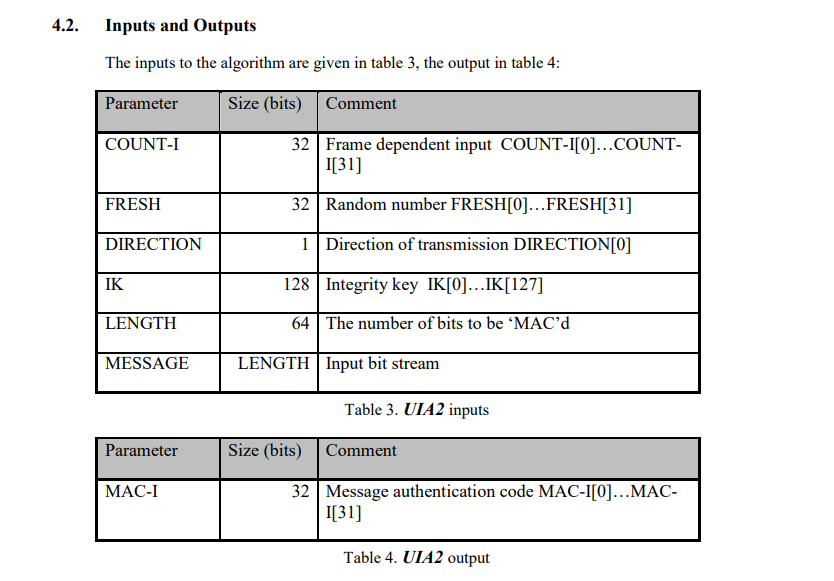 4.2. Inputs and Outputs
The inputs to the algorithm are given in table 3, the output in table 4:
Parameter Size (bits) Comment
COUNT-I 32 Frame dependent input COUNT-I[0]…COUNT-
I[31]
FRESH 32 Random number FRESH[0]…FRESH[31]
DIRECTION 1 Direction of transmission DIRECTION[0]
IK 128 Integrity key IK[0]…IK[127]
LENGTH 64 The number of bits to be ‘MAC’d
MESSAGE LENGTH Input bit stream
Table 3. UIA2 inputs
Parameter Size (bits) Comment
MAC-I 32 Message authentication code MAC-I[0]…MAC-
I[31]
Table 4. UIA2 output